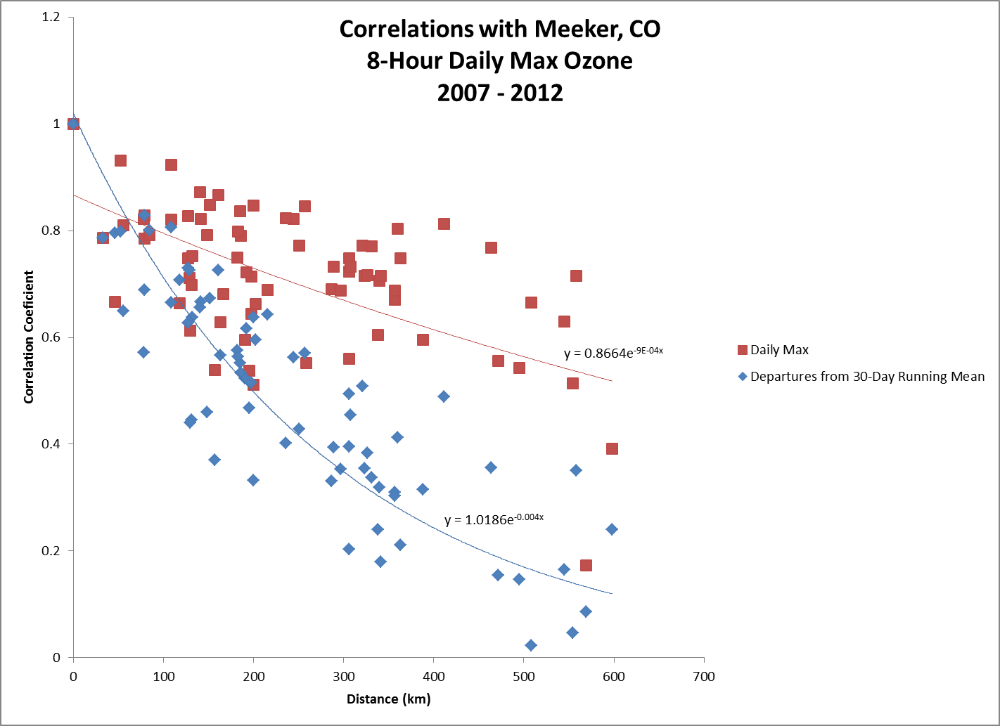 Correlations with Meeker, CO
8-Hour Daily Max Ozone
2007 - 2012
1.2
1
0.8
0.6
0.4
0.2
0
Correlation Coeficient
y = 0.8664e^-9E-04x
y = 1.0186e^-0.004x
Daily Max
Departures from 30-Day Running Mean
0 100 200 300 400 500 600 700
Distance (km)